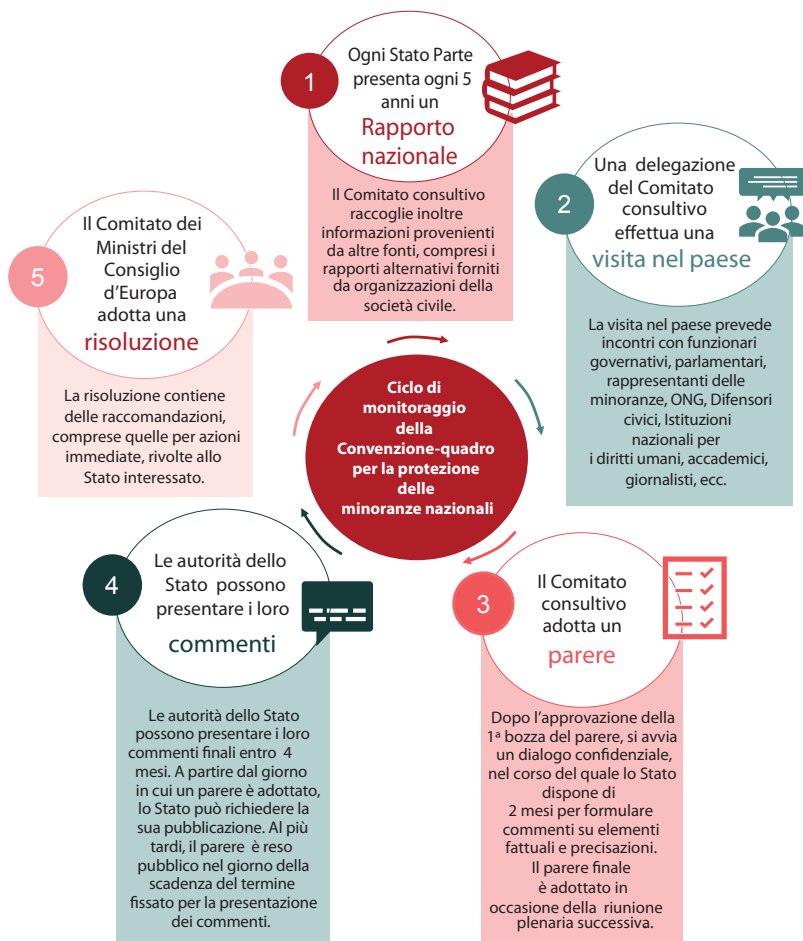 1
Ogni Stato Parte
presenta ogni 5
anni un
Rapporto
nazionale
Il Comitato consultivo
raccoglie inoltre
informazioni provenienti
da altre fonti, compresi i
rapporti alternativi forniti
da organizzazioni della
società civile.
2
Una delegazione
del Comitato
consultivo
effettua una
visita nel paese
La visita nel paese prevede
incontri con funzionari
governativi, parlamentari,
rappresentanti delle
minoranze, ONG, Difensori
civici, Istituzioni
nazionali per
i diritti umani, accademici,
giornalisti, ecc.
3
Il Comitato
consultivo
adotta un
parere
Dopo l'approvazione della
1ª bozza del parere, si avvia
un dialogo confidenziale,
nel corso del quale lo Stato
dispone di
2 mesi per formulare
commenti su elementi
fattuali e precisazioni.
Il parere finale
è adottato in
occasione della riunione
plenaria successiva.
4
Le autorità dello
Stato possono
presentare i loro
commenti
Le autorità dello Stato
possono presentare i loro
commenti finali entro 4
mesi. A partire dal giorno
in cui un parere è adottato,
lo Stato può richiedere la
sua pubblicazione. Al più
tardi, il parere è reso
pubblico nel giorno della
scadenza del termine
fissato per la presentazione
dei commenti.
5
Il Comitato dei
Ministri del
Consiglio
d'Europa
adotta una
risoluzione
La risoluzione contiene
delle raccomandazioni,
comprese quelle per azioni
immediate, rivolte allo
Stato interessato.
Ciclo di
monitoraggio
della
Convenzione-quadro
per la protezione
delle
minoranze nazionali